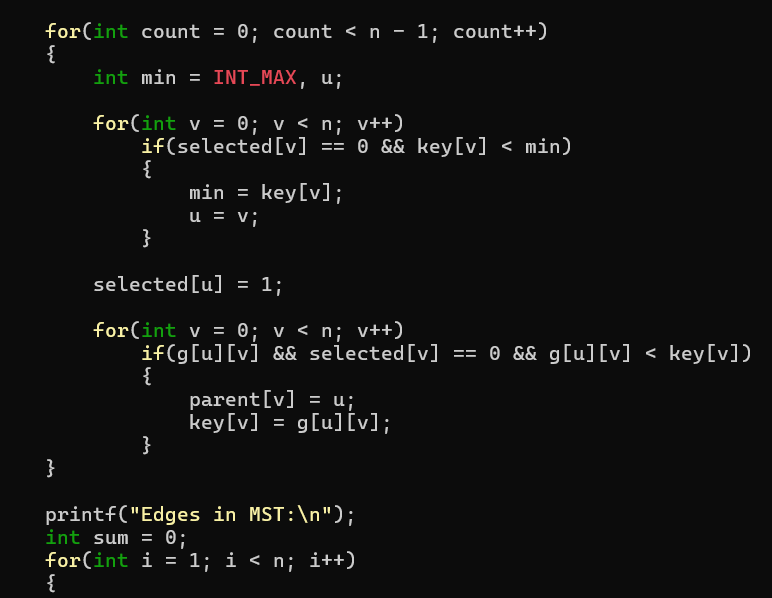 for(int count = 0; count < n - 1; count++)
{
    int min = INT_MAX, u;

    for(int v = 0; v < n; v++)
        if(selected[v] == 0 && key[v] < min)
        {
            min = key[v];
            u = v;
        }

    selected[u] = 1;

    for(int v = 0; v < n; v++)
        if(g[u][v] && selected[v] == 0 && g[u][v] < key[v])
        {
            parent[v] = u;
            key[v] = g[u][v];
        }
}

printf("Edges in MST:\n");
int sum = 0;
for(int i = 1; i < n; i++)
{